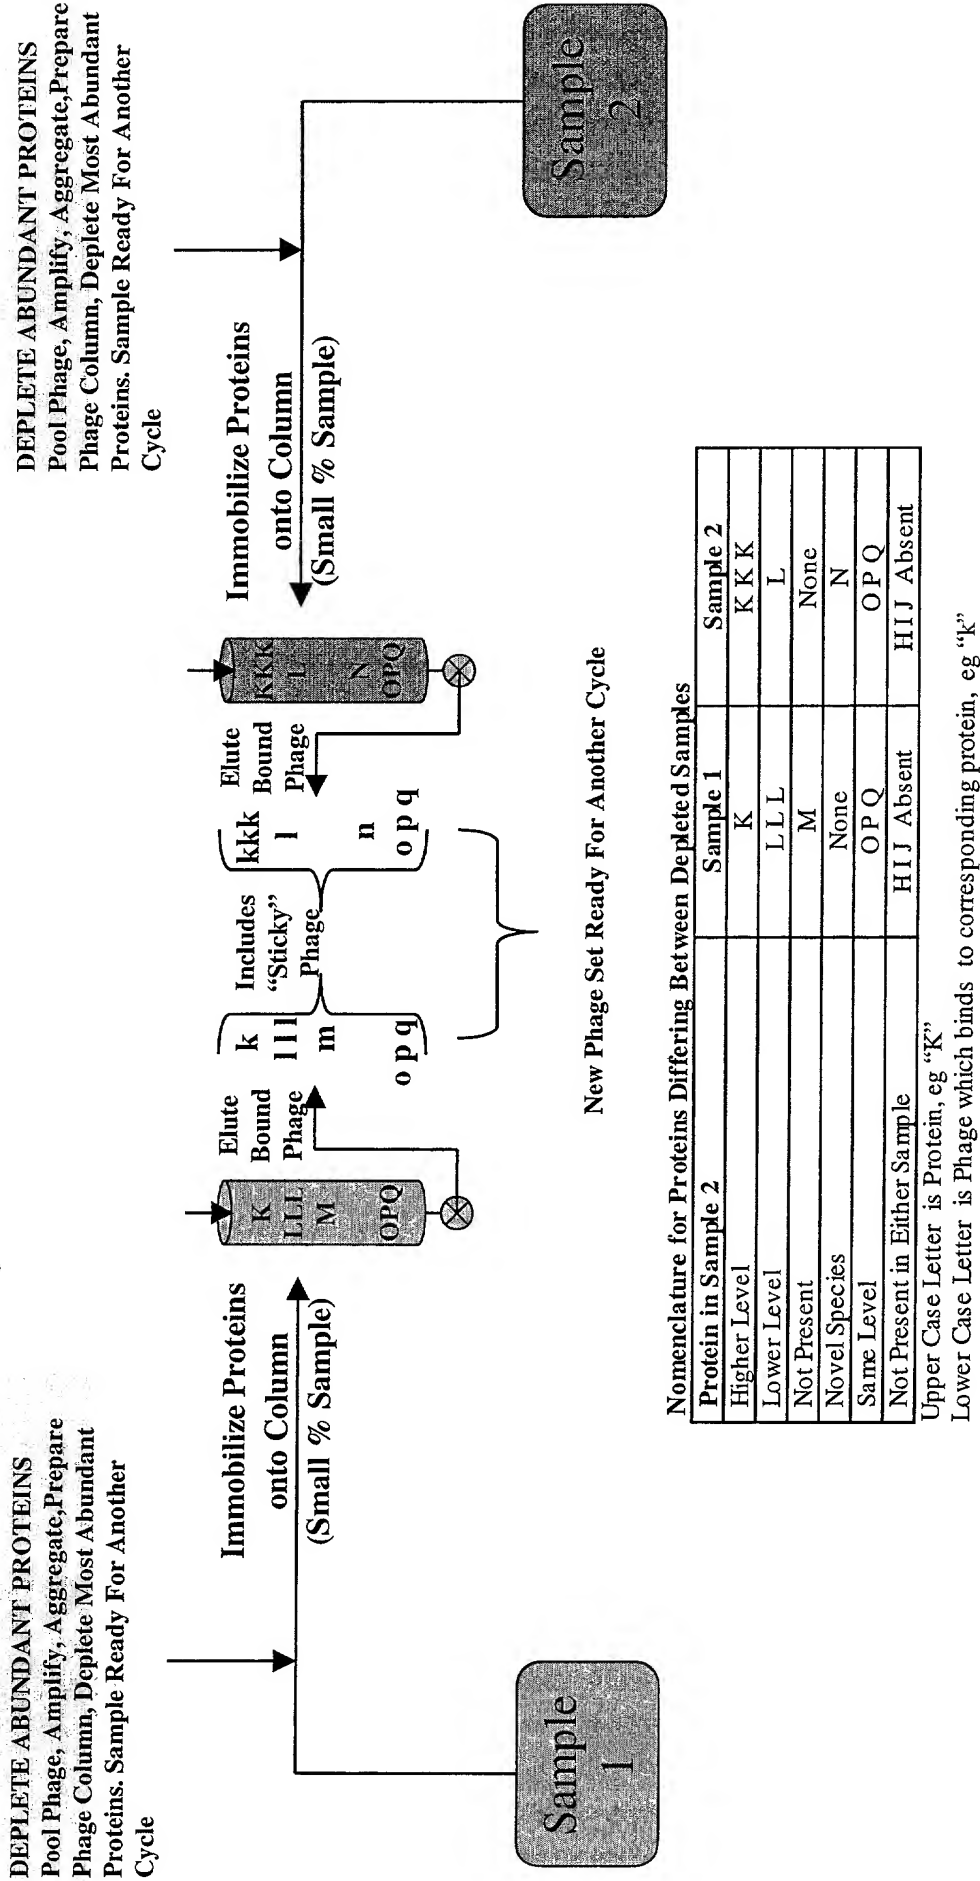 DEPLETE ABUNDANT PROTEINS
Pool Phage, Amplify, Aggregate,Prepare
Phage Column, Deplete Most Abundant
Proteins. Sample Ready For Another
Cycle
DEPLETE ABUNDANT PROTEINS
Pool Phage, Amplify, Aggregate,Prepare
Phage Column, Deplete Most Abundant
Proteins. Sample Ready For Another
Cycle
Immobilize Proteins
onto Column
(Small % Sample)
K
LLL
M
OPQ
Elute
Bound
Phage
k
l l l
m
o p q
Includes
“Sticky”
Phage
kkk
l
n
o p q
Elute
Bound
Phage
KKK
L
N
OPQ
Immobilize Proteins
onto Column
(Small % Sample)
Sample
1
Sample
2
New Phage Set Ready For Another Cycle
Nomenclature for Proteins Differing Between Depleted Samples
Protein in Sample 2 Sample 1 Sample 2
Higher Level K K K K
Lower Level L L L L
Not Present M None
Novel Species None N
Same Level O P Q O P Q
Not Present in Either Sample H I J Absent H I J Absent
Upper Case Letter is Protein, eg “K”
Lower Case Letter is Phage which binds to corresponding protein, eg “k”